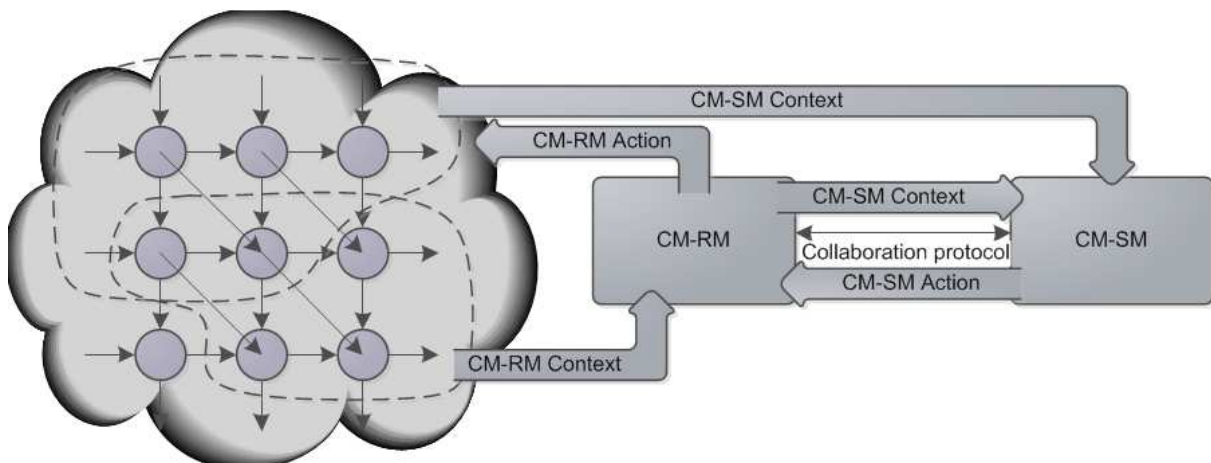 CM-SM Context
CM-RM Action
CM-SM Context
CM-RM
CM-SM
Collaboration protocol
CM-SM Action
CM-RM Context